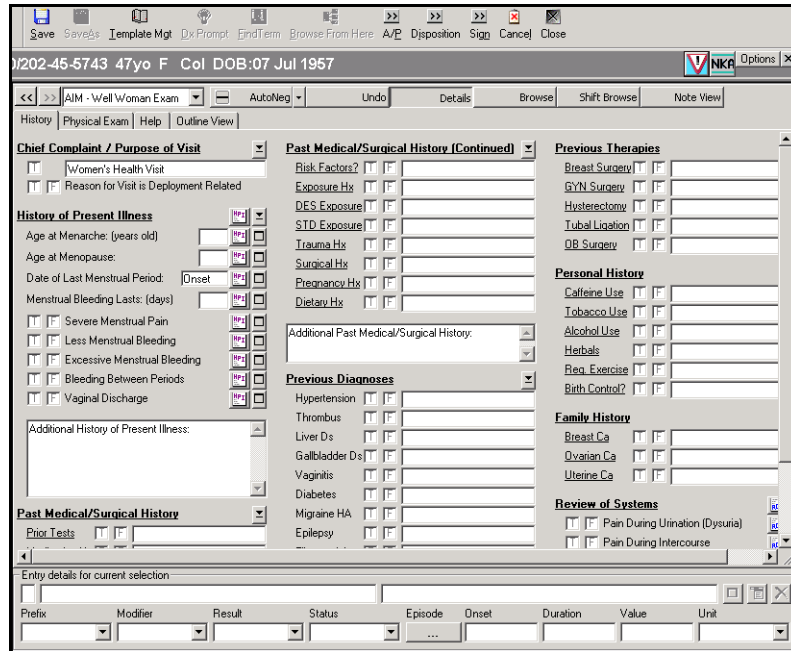 Save SaveAs Template Mgt Dx Prompt FindTerm Browse From Here A/P Disposition Sign Cancel Close
0/202-45-5743 47yo F Col DOB:07 Jul 1957 NKA Options
<< >> AIM - Well Woman Exam AutoNeg Undo Details Browse Shift Browse Note View
History Physical Exam Help Outline View
Chief Complaint / Purpose of Visit
T Women's Health Visit
T F Reason for Visit is Deployment Related
History of Present Illness HPI
Age at Menarche: (years old) HPI
Age at Menopause: HPI
Date of Last Menstrual Period: Onset HPI
Menstrual Bleeding Lasts: (days) HPI
T F Severe Menstrual Pain HPI
T F Less Menstrual Bleeding HPI
T F Excessive Menstrual Bleeding HPI
T F Bleeding Between Periods HPI
T F Vaginal Discharge HPI
Additional History of Present Illness:
Past Medical/Surgical History
Prior Tests T F
Past Medical/Surgical History (Continued)
Risk Factors? T F
Exposure Hx T F
DES Exposure T F
STD Exposure T F
Trauma Hx T F
Surgical Hx T F
Pregnancy Hx T F
Dietary Hx T F
Additional Past Medical/Surgical History:
Previous Diagnoses
Hypertension T F
Thrombus T F
Liver Ds T F
Gallbladder Ds T F
Vaginitis T F
Diabetes T F
Migraine HA T F
Epilepsy T F
Previous Therapies
Breast Surgery T F
GYN Surgery T F
Hysterectomy T F
Tubal Ligation T F
OB Surgery T F
Personal History
Caffeine Use T F
Tobacco Use T F
Alcohol Use T F
Herbals T F
Reg. Exercise T F
Birth Control? T F
Family History
Breast Ca T F
Ovarian Ca T F
Uterine Ca T F
Review of Systems
T F Pain During Urination (Dysuria)
T F Pain During Intercourse
Entry details for current selection
Prefix Modifier Result Status Episode Onset Duration Value Unit
...